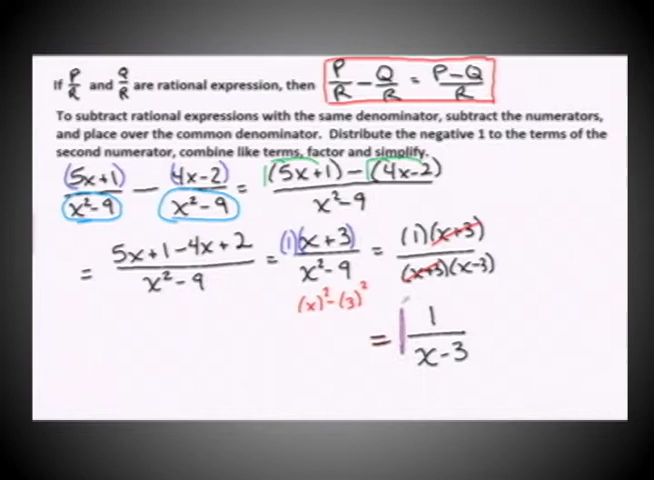 If P/R and Q/R are rational expression, then P/R − Q/R = P−Q/R
To subtract rational expressions with the same denominator, subtract the numerators,
and place over the common denominator. Distribute the negative 1 to the terms of the
second numerator, combine like terms, factor and simplify.
(5x+1)/x²−9 − (4x−2)/x²−9 = (5x+1)−(4x−2)/x²−9
= 5x+1−4x+2/x²−9 = (1)(x+3)/x²−9 = (1)(x+3)/(x+3)(x−3)
(x)²−(3)²
= 1/x−3